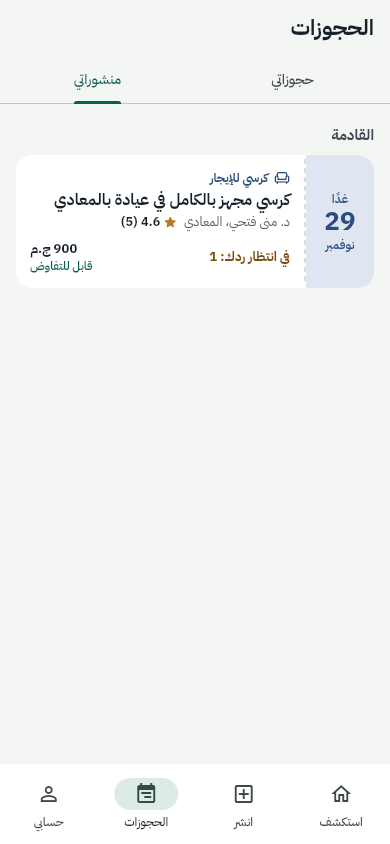 الحجوزات
حجوزاتي
منشوراتي
القادمة
غدًا
29
نوفمبر
كرسي للإيجار
كرسي مجهز بالكامل في عيادة بالمعادي
د. منى فتحي، المعادي 4.6 (5)
في انتظار ردك: 1
900 ج.م
قابل للتفاوض
استكشف
انشر
الحجوزات
حسابي